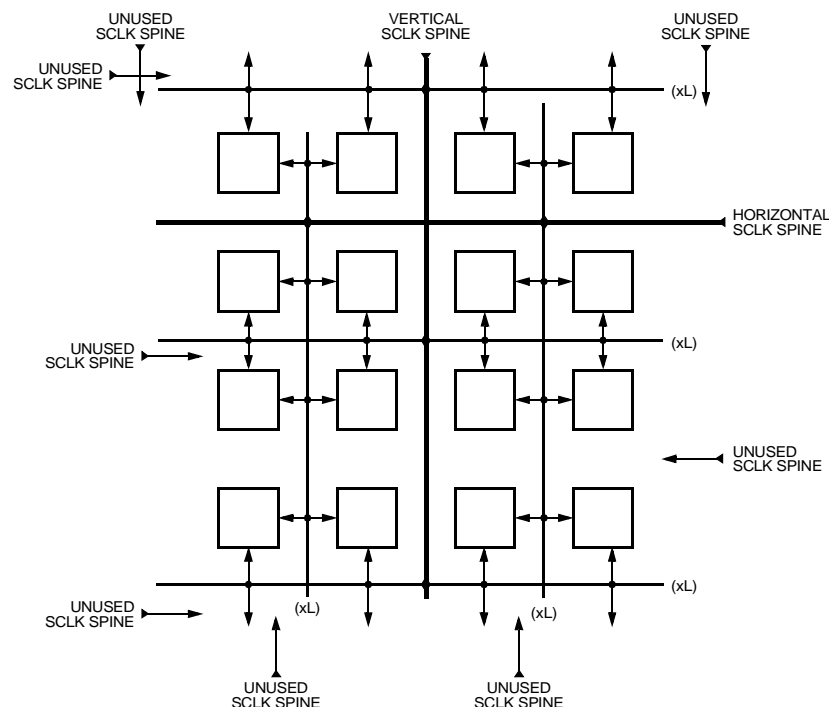 UNUSED
SCLK SPINE
VERTICAL
SCLK SPINE
UNUSED
SCLK SPINE
UNUSED
SCLK SPINE
(xL)
HORIZONTAL
SCLK SPINE
UNUSED
SCLK SPINE
(xL)
UNUSED
SCLK SPINE
(xL)
UNUSED
SCLK SPINE
(xL)
(xL)
UNUSED
SCLK SPINE
UNUSED
SCLK SPINE